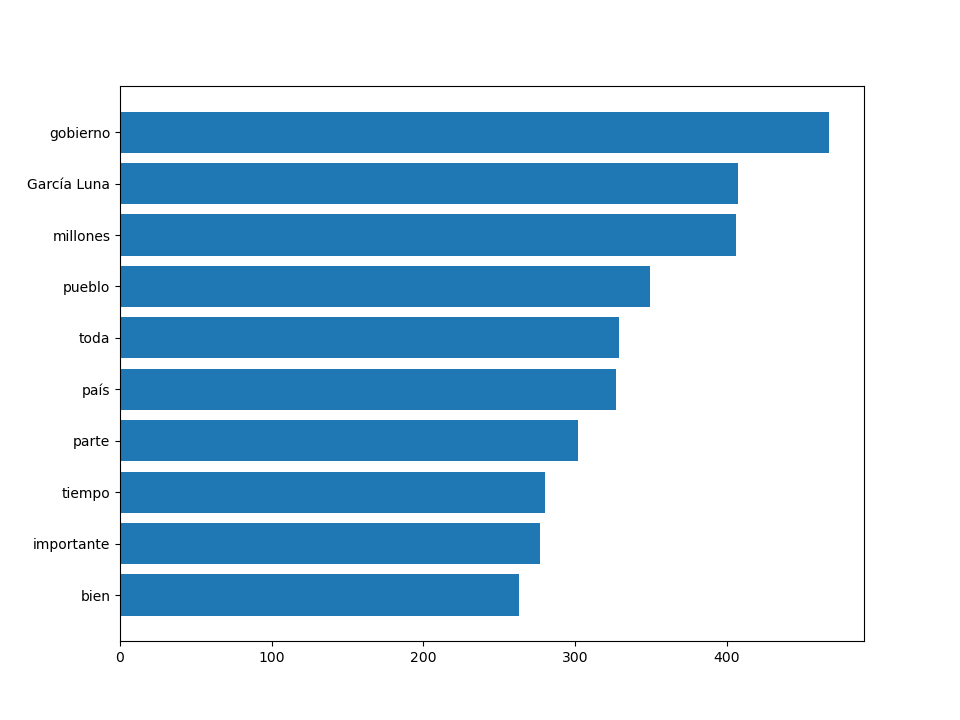 gobierno
García Luna
millones
pueblo
toda
país
parte
tiempo
importante
bien
0 100 200 300 400